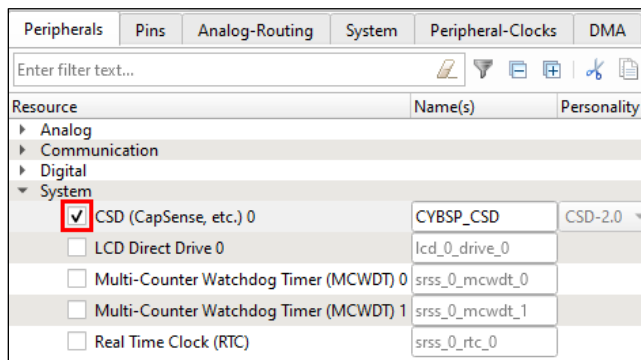 Peripherals Pins Analog-Routing System Peripheral-Clocks DMA
Enter filter text...
Resource Name(s) Personality
Analog
Communication
Digital
System
CSD (CapSense, etc.) 0 CYBSP_CSD CSD-2.0
LCD Direct Drive 0 lcd_0_drive_0
Multi-Counter Watchdog Timer (MCWDT) 0 srss_0_mcwdt_0
Multi-Counter Watchdog Timer (MCWDT) 1 srss_0_mcwdt_1
Real Time Clock (RTC) srss_0_rtc_0